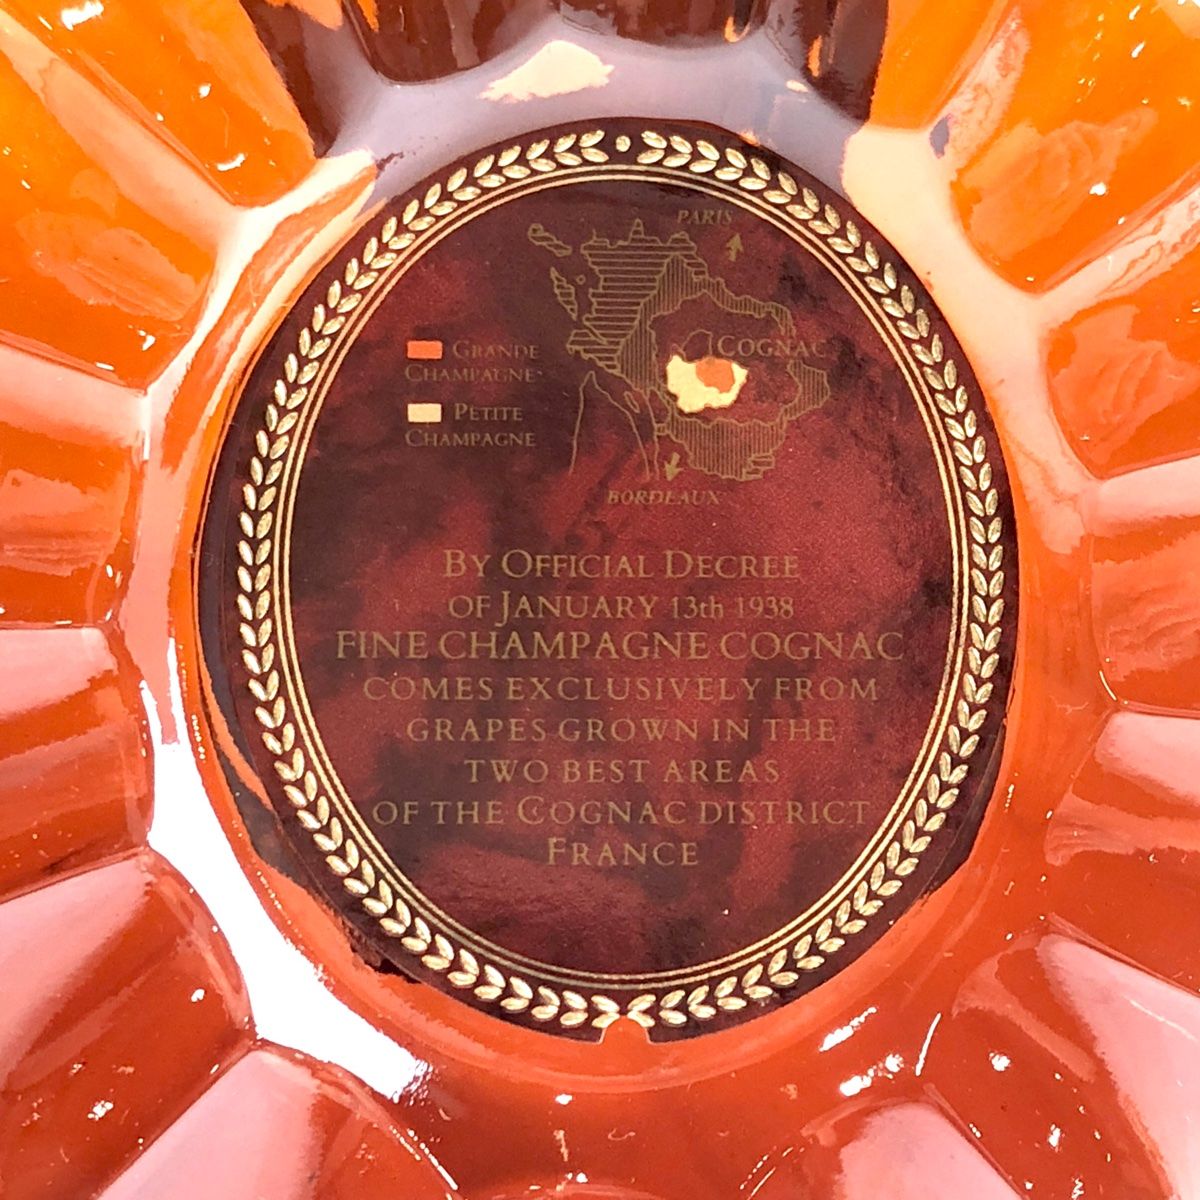 PARIS
COGNAC
GRANDE
CHAMPAGNE
PETITE
CHAMPAGNE
BORDEAUX
BY OFFICIAL DECREE
OF JANUARY 13th 1938
FINE CHAMPAGNE COGNAC
COMES EXCLUSIVELY FROM
GRAPES GROWN IN THE
TWO BEST AREAS
OF THE COGNAC DISTRICT
FRANCE